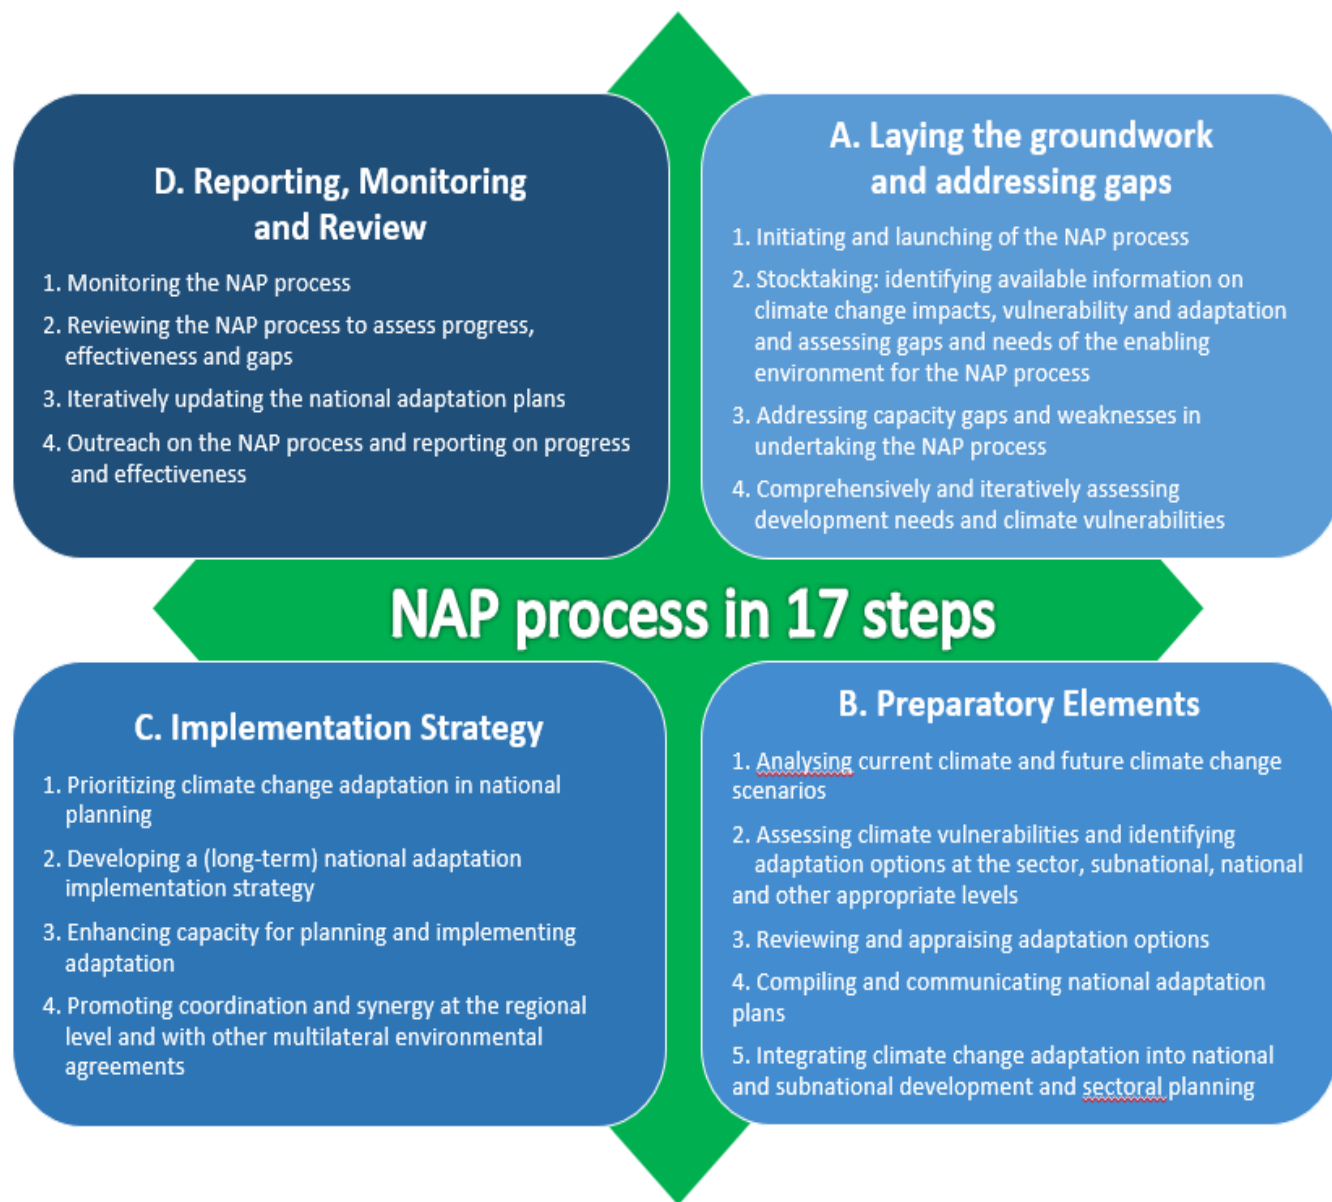 D. Reporting, Monitoring
and Review
1. Monitoring the NAP process
2. Reviewing the NAP process to assess progress,
effectiveness and gaps
3. Iteratively updating the national adaptation plans
4. Outreach on the NAP process and reporting on progress
and effectiveness
A. Laying the groundwork
and addressing gaps
1. Initiating and launching of the NAP process
2. Stocktaking: identifying available information on
climate change impacts, vulnerability and adaptation
and assessing gaps and needs of the enabling
environment for the NAP process
3. Addressing capacity gaps and weaknesses in
undertaking the NAP process
4. Comprehensively and iteratively assessing
development needs and climate vulnerabilities
NAP process in 17 steps
C. Implementation Strategy
1. Prioritizing climate change adaptation in national
planning
2. Developing a (long-term) national adaptation
implementation strategy
3. Enhancing capacity for planning and implementing
adaptation
4. Promoting coordination and synergy at the regional
level and with other multilateral environmental
agreements
B. Preparatory Elements
1. Analysing current climate and future climate change
scenarios
2. Assessing climate vulnerabilities and identifying
adaptation options at the sector, subnational, national
and other appropriate levels
3. Reviewing and appraising adaptation options
4. Compiling and communicating national adaptation
plans
5. Integrating climate change adaptation into national
and subnational development and sectoral planning